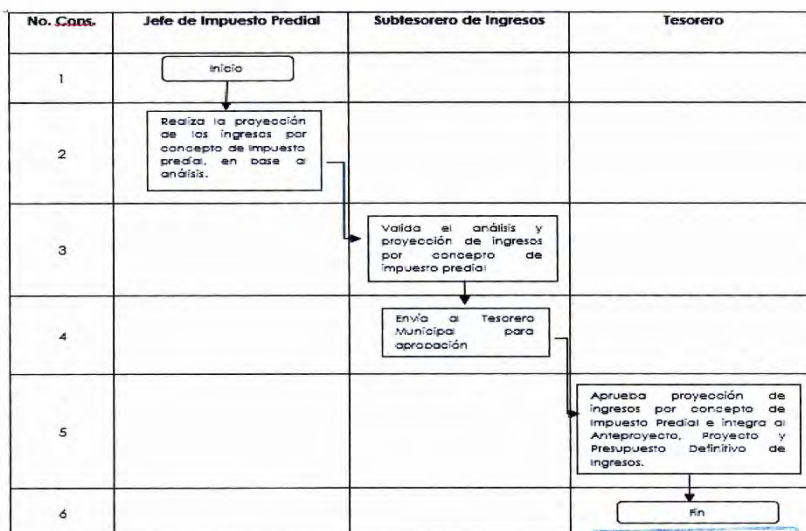 No. Cons. Jefe de Impuesto Predial Subtesorero de Ingresos Tesorero
1
Inicio
2
Realiza la proyección
de los ingresos por
concepto de Impuesto
predial, en base al
análisis.
3
Valida el análisis y
proyección de ingresos
por concepto de
impuesto predial
4
Envía al Tesorero
Municipal para
aprobación
5
Aprueba proyección de
ingresos por concepto de
Impuesto Predial e integra al
Anteproyecto, Proyecto y
Presupuesto Definitivo de
Ingresos.
6
Fin